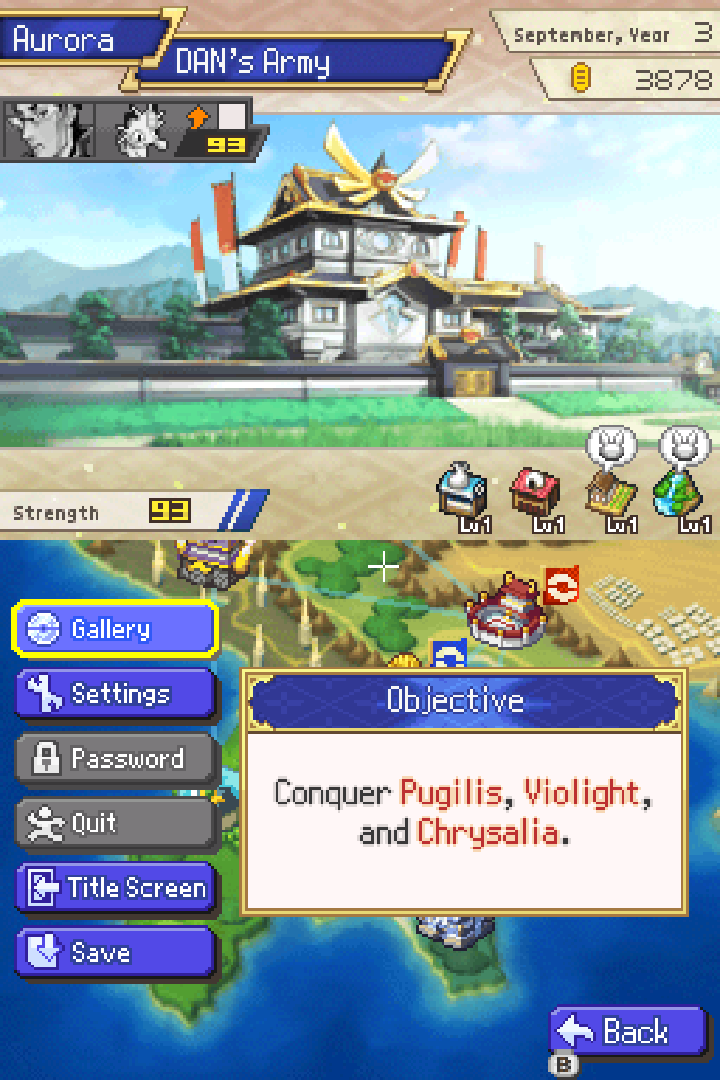 Aurora
DAN's Army
September, Year 3
3878
93
Strength 93
Lv1 Lv1 Lv1 Lv1
Gallery
Settings
Password
Quit
Title Screen
Save
Objective
Conquer Pugilis, Violight,
and Chrysalia.
Back
B